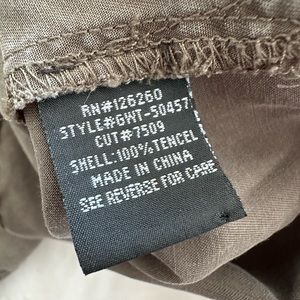 RN#126260
STYLE#GWT-50457
CUT#7509
SHELL:100%TENCEL
MADE IN CHINA
SEE REVERSE FOR CARE